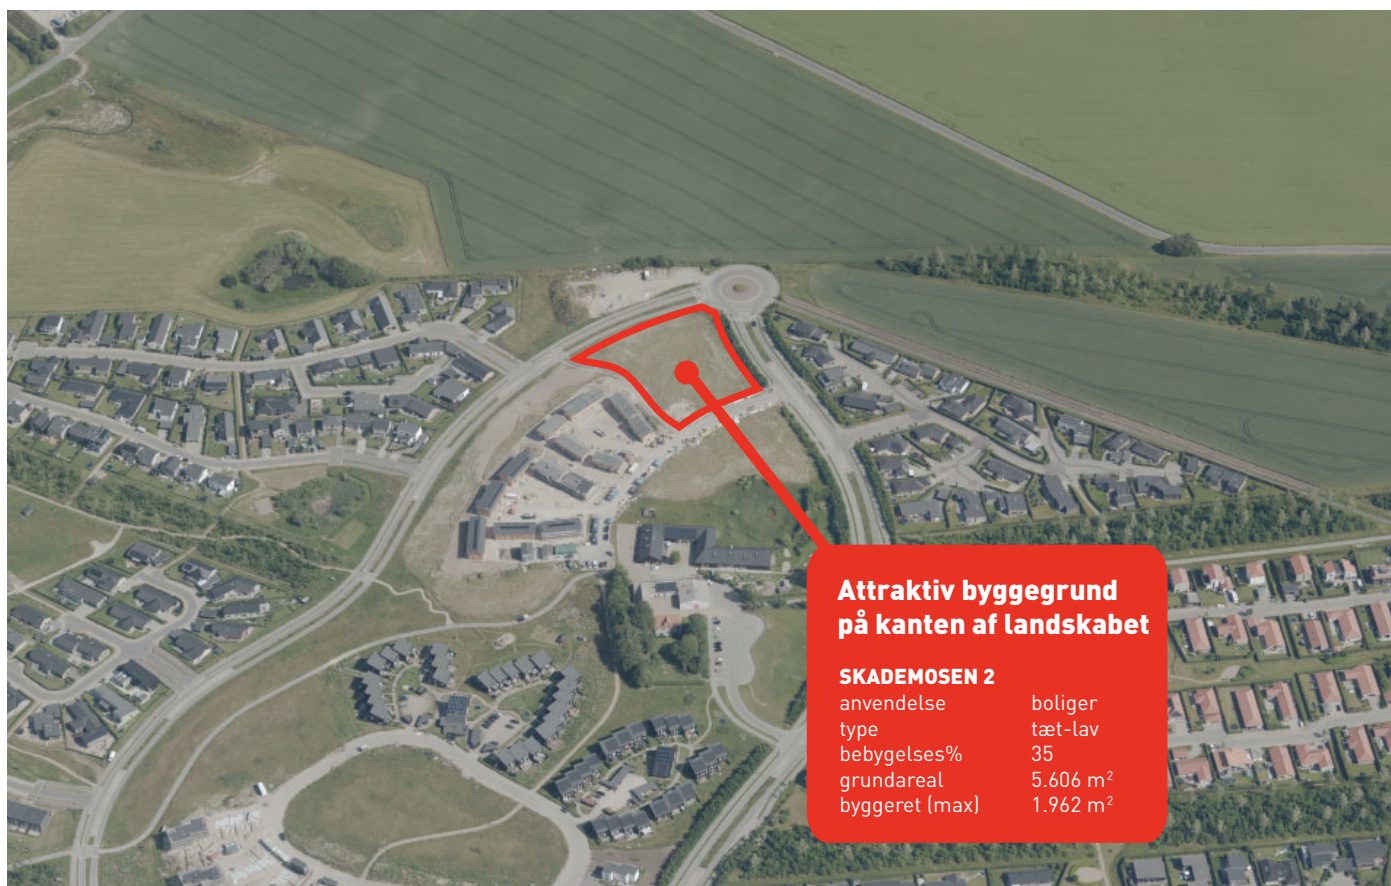 Attraktiv byggegrund
på kanten af landskabet
SKADEMOSEN 2
anvendelse boliger
type tæt-lav
bebygelses% 35
grundareal 5.606 m²
byggeret (max) 1.962 m²